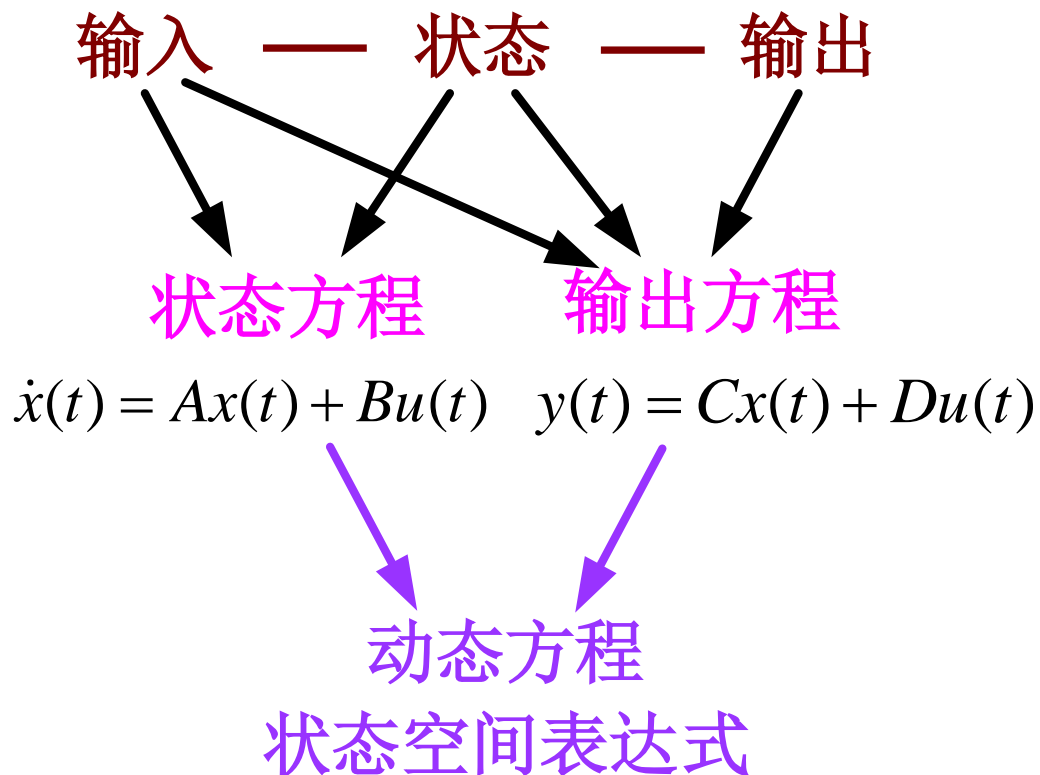 输入 — 状态 — 输出
状态方程 输出方程
ẋ(t) = Ax(t) + Bu(t) y(t) = Cx(t) + Du(t)
动态方程
状态空间表达式